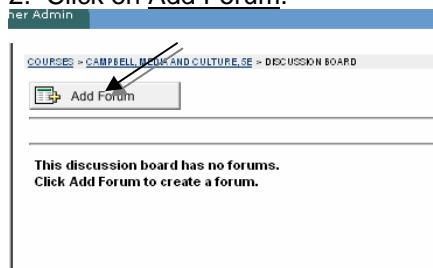 2. Click on Add Forum.
her Admin
COURSES > CAMPBELL, MEDIA AND CULTURE, 5E > DISCUSSION BOARD
Add Forum
This discussion board has no forums.
Click Add Forum to create a forum.